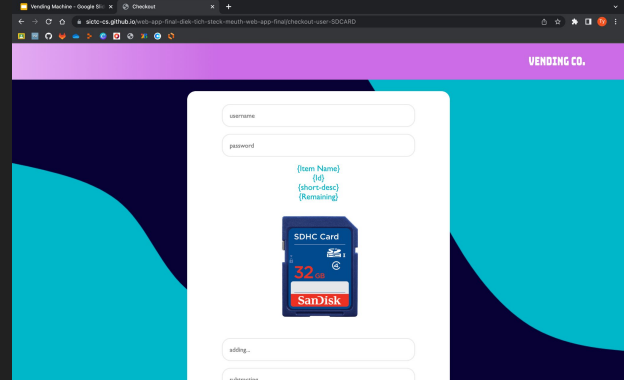 Vending Machine - Google Sli
Checkout
sictc-cs.github.io/web-app-final-diek-tich-steck-meuth-web-app-final/checkout-user-SDCARD
VENDING CO.
username
password
{Item Name}
{Id}
{short-desc}
{Remaining}
SDHC Card
32 GB
SanDisk
adding...